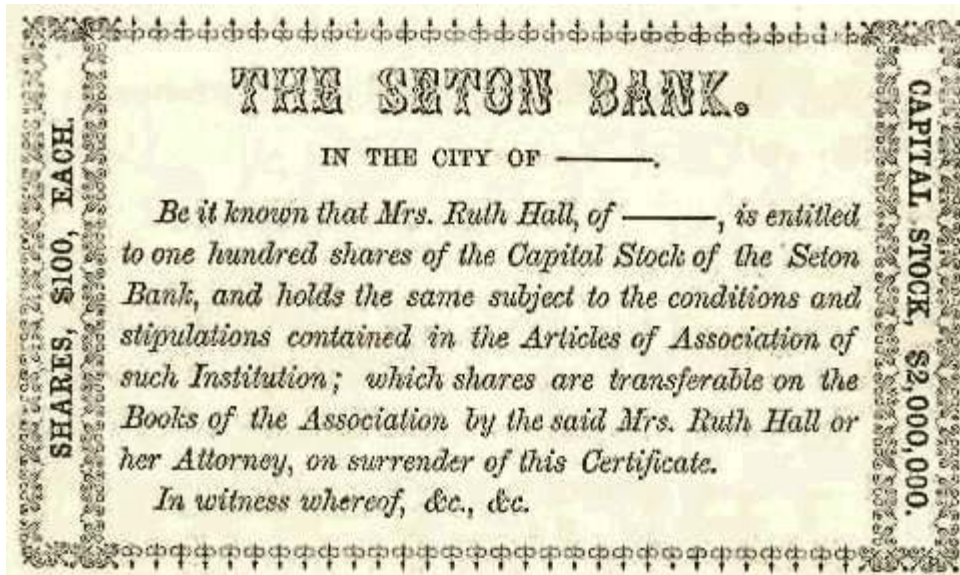 THE SETON BANK.
IN THE CITY OF ———.
Be it known that Mrs. Ruth Hall, of ———, is entitled
to one hundred shares of the Capital Stock of the Seton
Bank, and holds the same subject to the conditions and
stipulations contained in the Articles of Association of
such Institution; which shares are transferable on the
Books of the Association by the said Mrs. Ruth Hall or
her Attorney, on surrender of this Certificate.
In witness whereof, &c., &c.
SHARES, $100, EACH.
CAPITAL STOCK, $2,000,000.